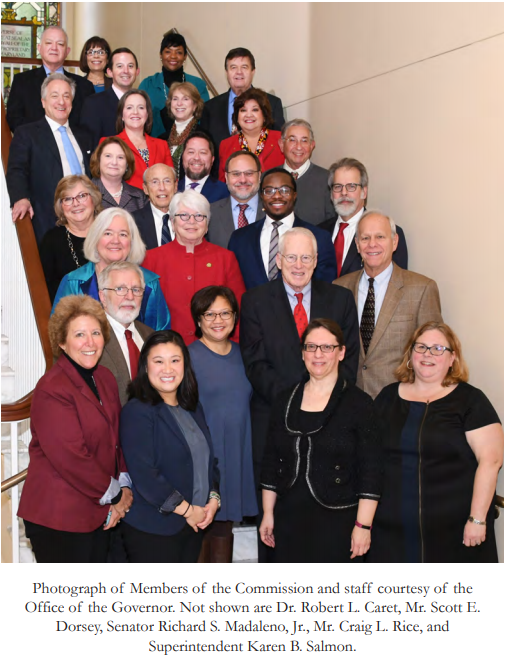 Photograph of Members of the Commission and staff courtesy of the
Office of the Governor. Not shown are Dr. Robert L. Caret, Mr. Scott E.
Dorsey, Senator Richard S. Madaleno, Jr., Mr. Craig L. Rice, and
Superintendent Karen B. Salmon.